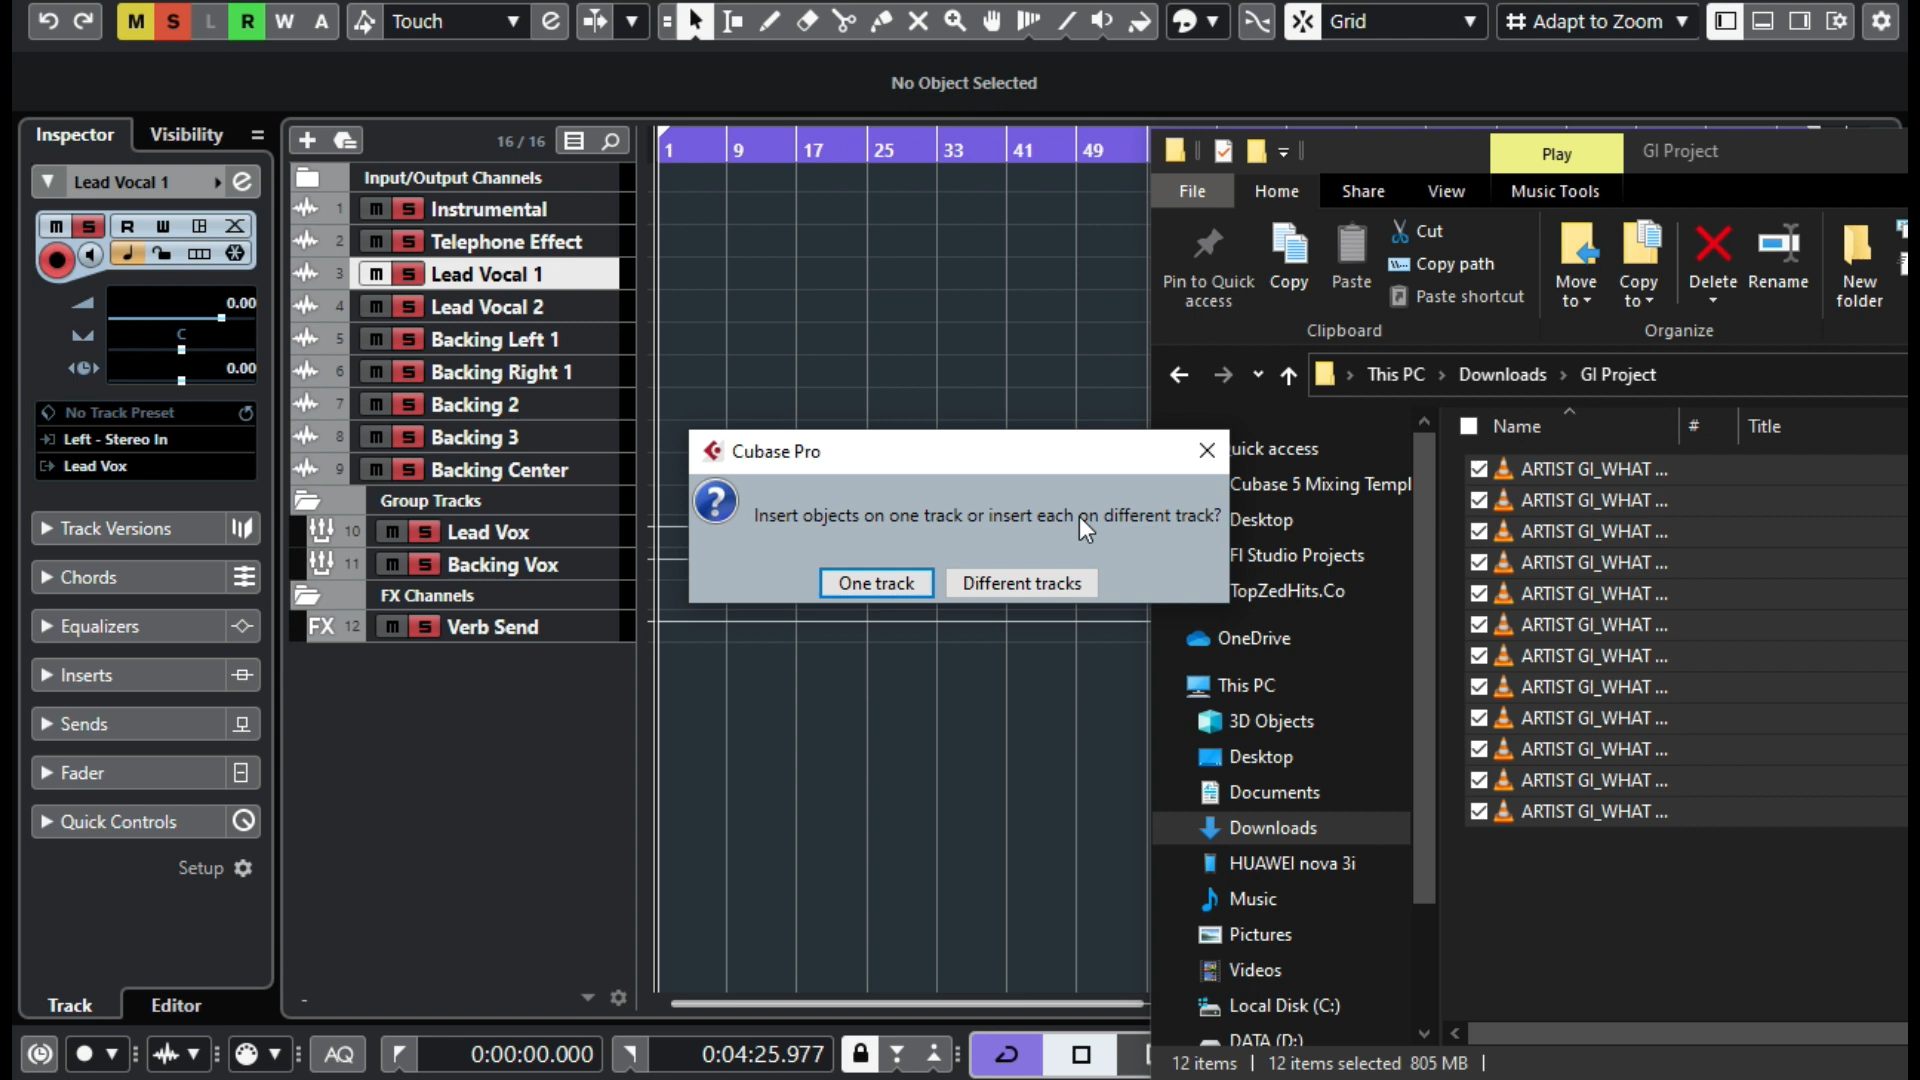 M S L R W A Touch Grid Adapt to Zoom
No Object Selected
Inspector Visibility
16 / 16
1 9 17 25 33 41 49
Play GI Project
Lead Vocal 1
Input/Output Channels
File Home Share View Music Tools
m S R
1 m S Instrumental
2 m S Telephone Effect
3 m S Lead Vocal 1
4 m S Lead Vocal 2
5 m S Backing Left 1
6 m S Backing Right 1
7 m S Backing 2
8 m S Backing 3
9 m S Backing Center
Group Tracks
10 m S Lead Vox
11 m S Backing Vox
FX Channels
FX 12 m S Verb Send
0.00
C
0.00
No Track Preset
Left - Stereo In
Lead Vox
Track Versions
Chords
Equalizers
Inserts
Sends
Fader
Quick Controls
Setup
Track Editor
Pin to Quick
access
Copy
Paste
Cut
Copy path
Paste shortcut
Clipboard
Move
to
Copy
to
Delete
Rename
Organize
New
folder
This PC Downloads GI Project
Name # Title
Cubase Pro
Insert objects on one track or insert each on different track?
One track Different tracks
uick access
Cubase 5 Mixing Templ
Desktop
Fl Studio Projects
TopZedHits.Co
OneDrive
This PC
3D Objects
Desktop
Documents
Downloads
HUAWEI nova 3i
Music
Pictures
Videos
Local Disk (C:)
DATA (D:)
ARTIST GI_WHAT ...
ARTIST GI_WHAT ...
ARTIST GI_WHAT ...
ARTIST GI_WHAT ...
ARTIST GI_WHAT ...
ARTIST GI_WHAT ...
ARTIST GI_WHAT ...
ARTIST GI_WHAT ...
ARTIST GI_WHAT ...
ARTIST GI_WHAT ...
ARTIST GI_WHAT ...
ARTIST GI_WHAT ...
AQ 0:00:00.000 0:04:25.977
12 items 12 items selected 805 MB